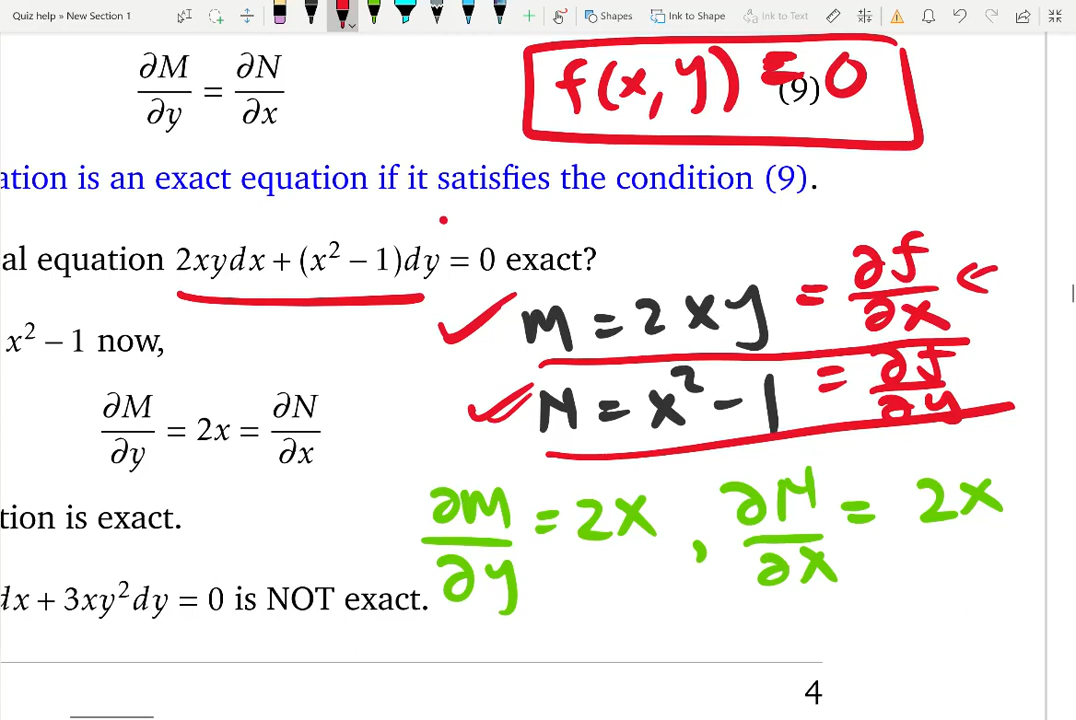 Quiz help » New Section 1
Shapes
Ink to Shape
Ink to Text
∂M/∂y = ∂N/∂x
(9)
f(x, y) = 0
ation is an exact equation if it satisfies the condition (9).
al equation 2xydx + (x² − 1)dy = 0 exact?
M = 2xy = ∂f/∂x
x² − 1 now,
N = x² − 1 = ∂f/∂y
∂M/∂y = 2x = ∂N/∂x
∂M/∂y = 2x , ∂N/∂x = 2x
tion is exact.
dx + 3xy²dy = 0 is NOT exact.
4